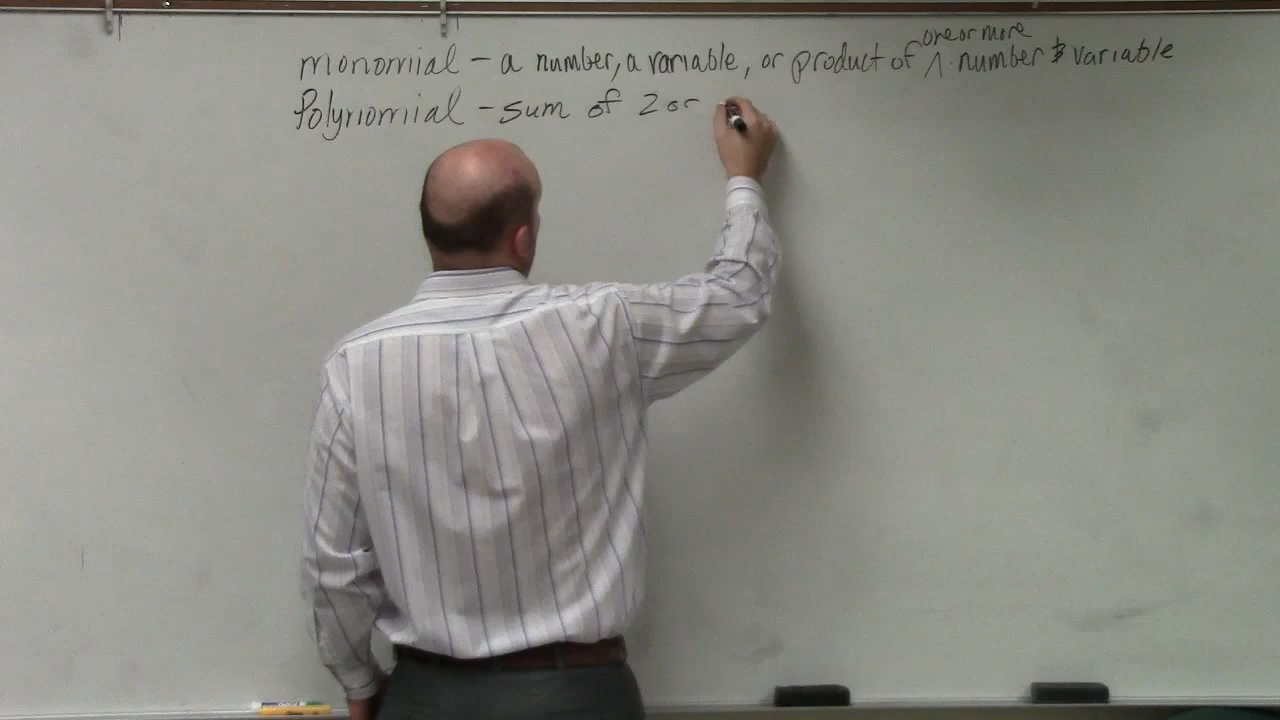 monomial - a number, a variable, or product of one or more number & variable
Polynomial - sum of 2 or